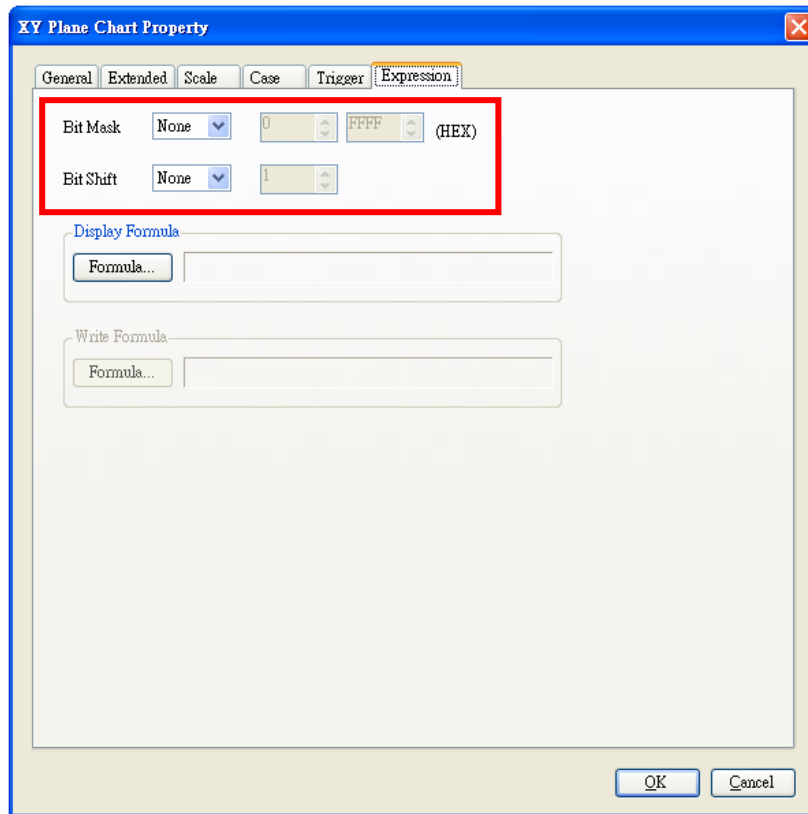 XY Plane Chart Property
General Extended Scale Case Trigger Expression
Bit Mask None 0 FFFF (HEX)
Bit Shift None 1
Display Formula
Formula...
Write Formula
Formula...
OK Cancel